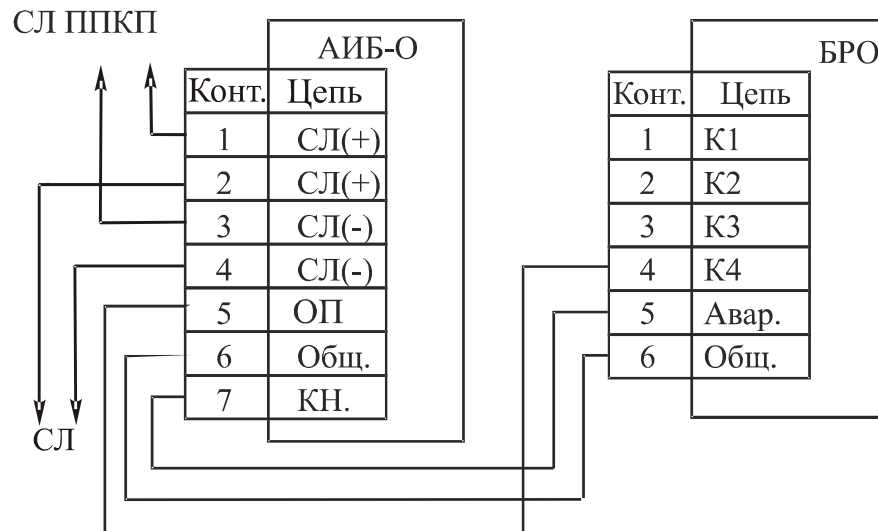 СЛ ППКП
АИБ-О
Конт. Цепь
1 СЛ(+)
2 СЛ(+)
3 СЛ(-)
4 СЛ(-)
5 ОП
6 Общ.
7 КН.
СЛ
БРО
Конт. Цепь
1 К1
2 К2
3 К3
4 К4
5 Авар.
6 Общ.